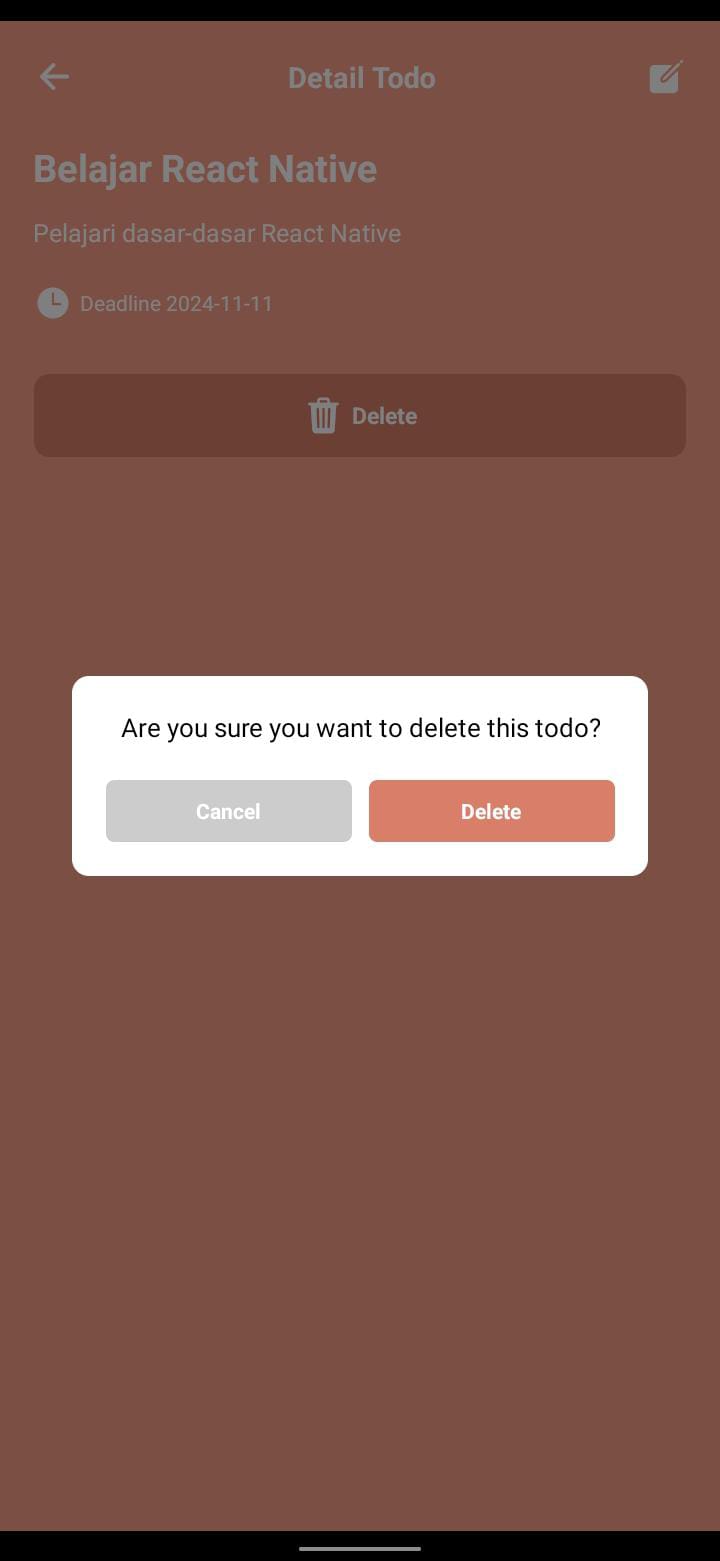 Detail Todo
Belajar React Native
Pelajari dasar-dasar React Native
Deadline 2024-11-11
Delete
Are you sure you want to delete this todo?
Cancel Delete